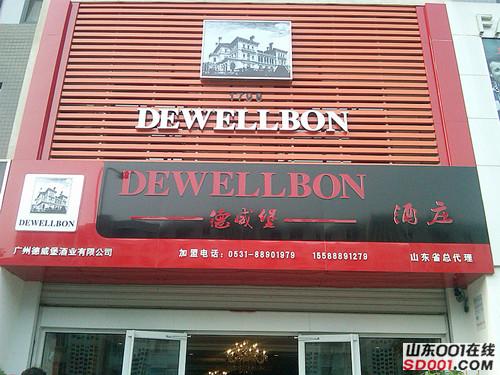 1799
DEWELLBON
DEWELLBON
DEWELLBON
德威堡
酒庄
广州德威堡酒业有限公司
加盟电话：0531-88901979 15588891279
山东省总代理
山东001在线
SD001.COM